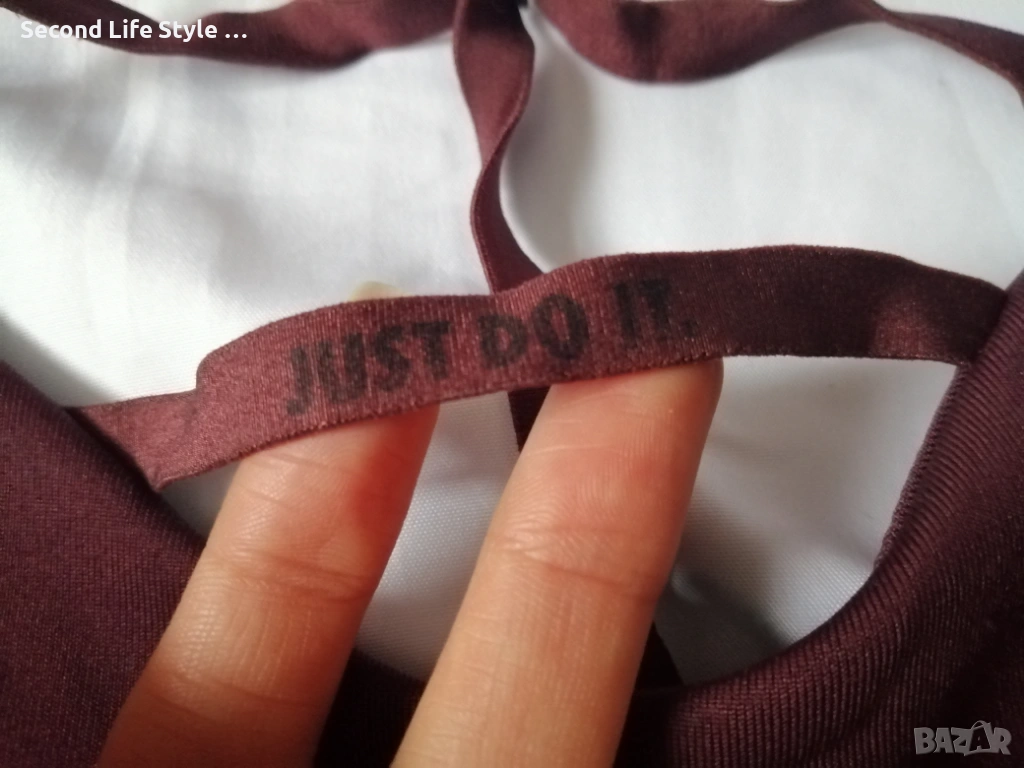 Second Life Style ...
JUST DO IT.
BAZAR